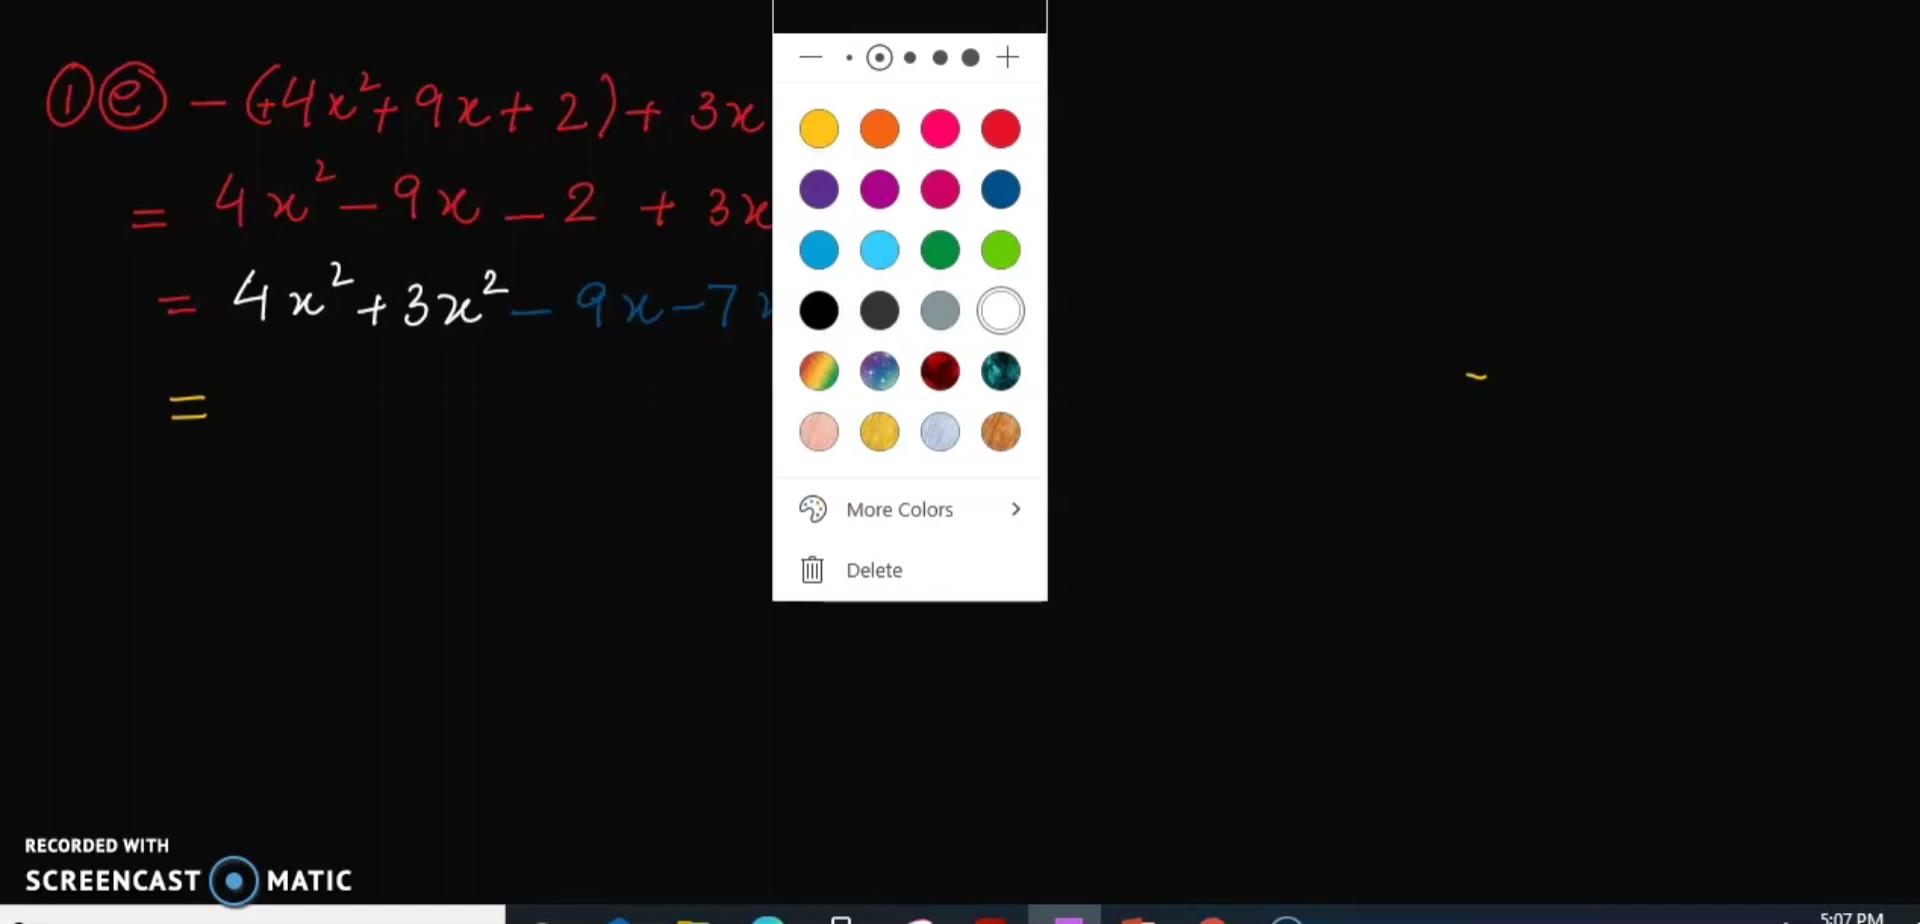 ①ⓔ -(-4x²+9x+2)+3x
= 4x²-9x-2 +3x
= 4x²+3x²-9x-7x
=
More Colors
Delete
RECORDED WITH
SCREENCAST MATIC
5:07 PM